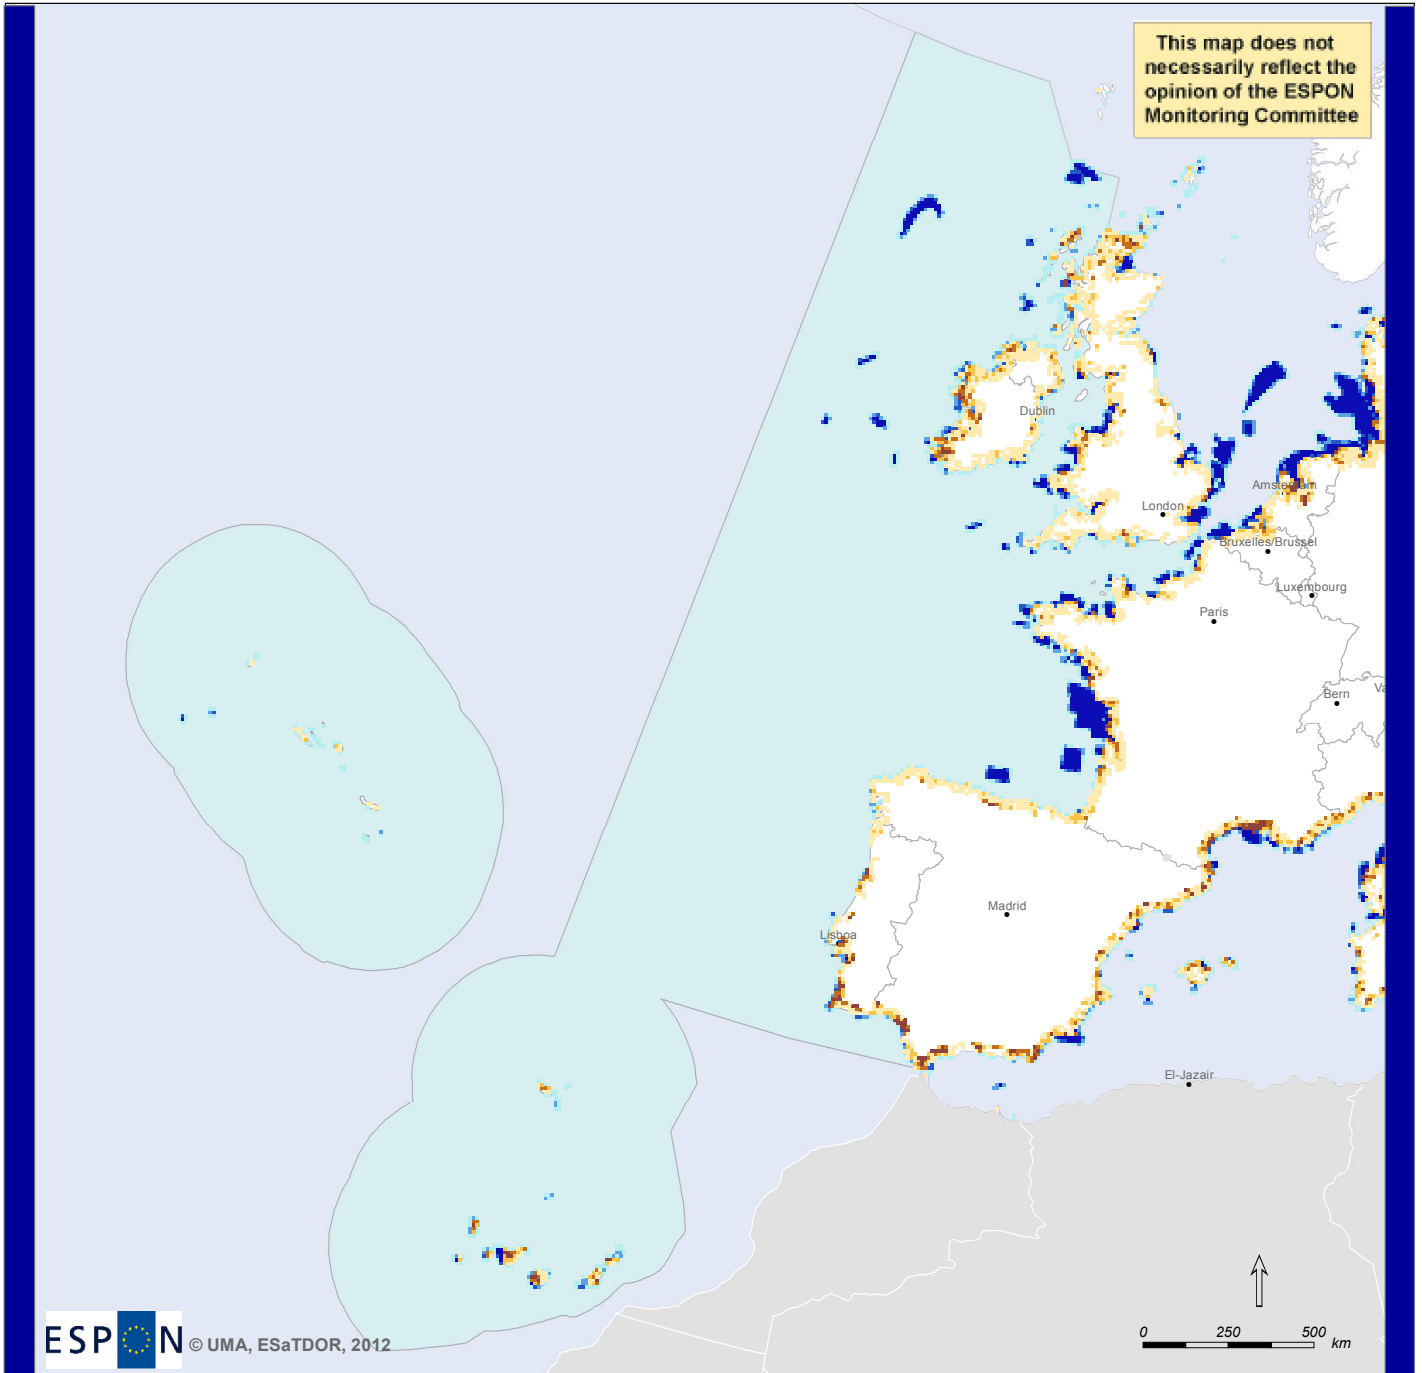 This map does not
necessarily reflect the
opinion of the ESPON
Monitoring Committee
Dublin
Amsterdam
London
Bruxelles/Brussel
Luxembourg
Paris
Bern
Va
Madrid
Lisboa
El-Jazair
0 250 500
km
ESPON © UMA, ESaTDOR, 2012